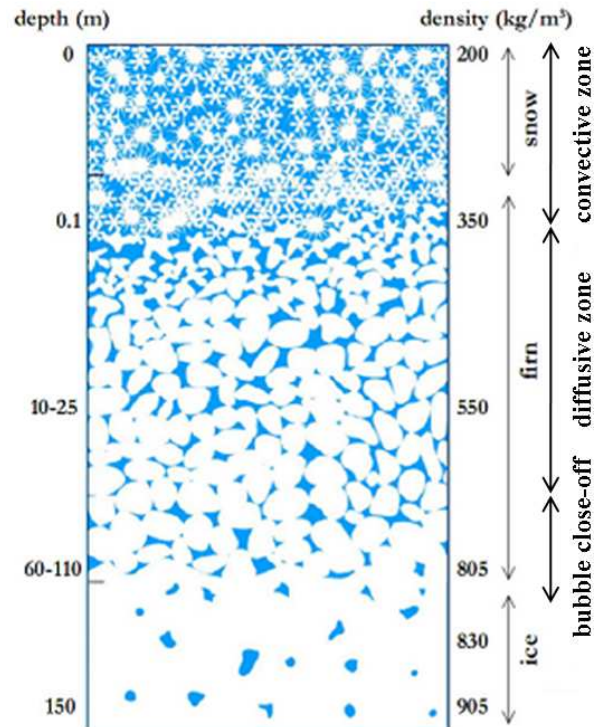 depth (m)
density (kg/m³)
0
200
0.1
350
10-25
550
60-110
805
830
150
905
snow
firn
ice
convective zone
diffusive zone
bubble close-off